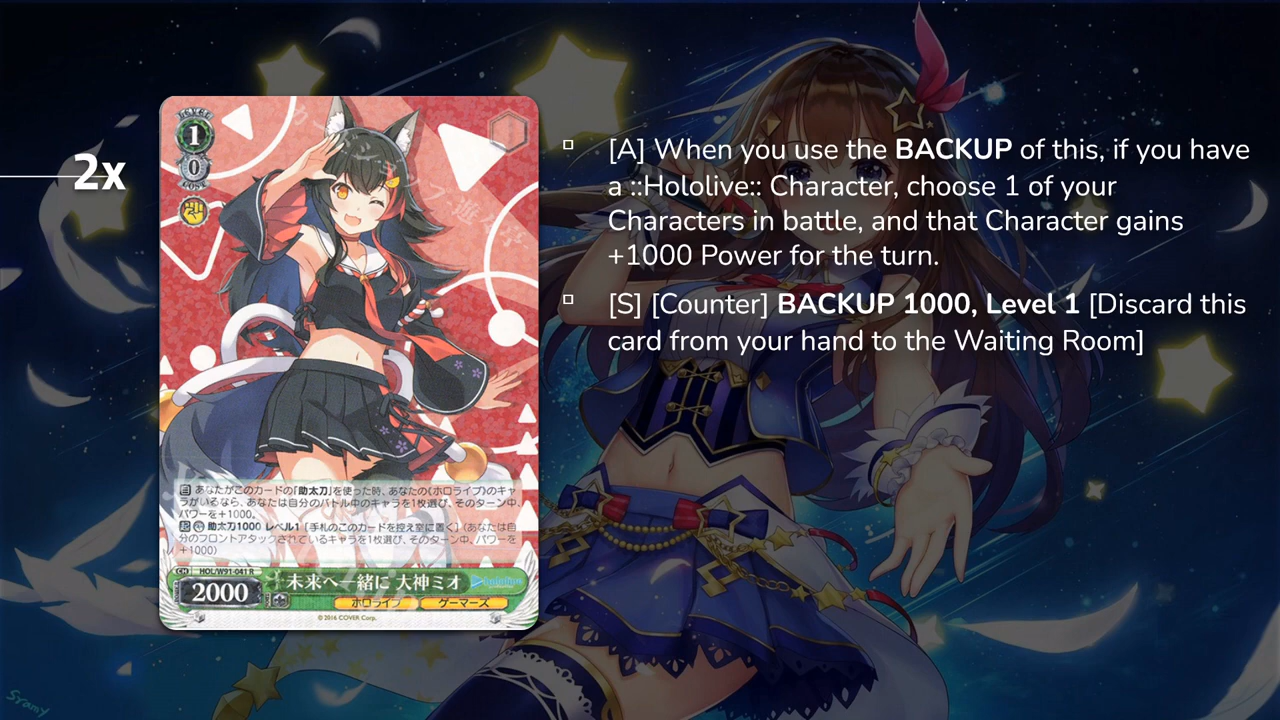 2x
LEVEL
1
0
COST
自 あなたがこのカードの「助太刀」を使った時、あなたの《ホロライブ》のキャ
ラがいるなら、あなたは自分のバトル中のキャラを1枚選び、そのターン中、
パワーを+1000。
起 助太刀1000 レベル1 [手札のこのカードを控え室に置く] (あなたは自
分のフロントアタックされているキャラを1枚選び、そのターン中、パワーを
+1000)
CH HOL/W91-041 R
2000
未来へ一緒に 大神ミオ
hololive
ホロライブ ゲーマーズ
© 2016 COVER Corp.
▫ [A] When you use the BACKUP of this, if you have
a ::Hololive:: Character, choose 1 of your
Characters in battle, and that Character gains
+1000 Power for the turn.
▫ [S] [Counter] BACKUP 1000, Level 1 [Discard this
card from your hand to the Waiting Room]
Sramy